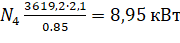 N₄ 3619,2·2,1/0.85 = 8,95 кВт